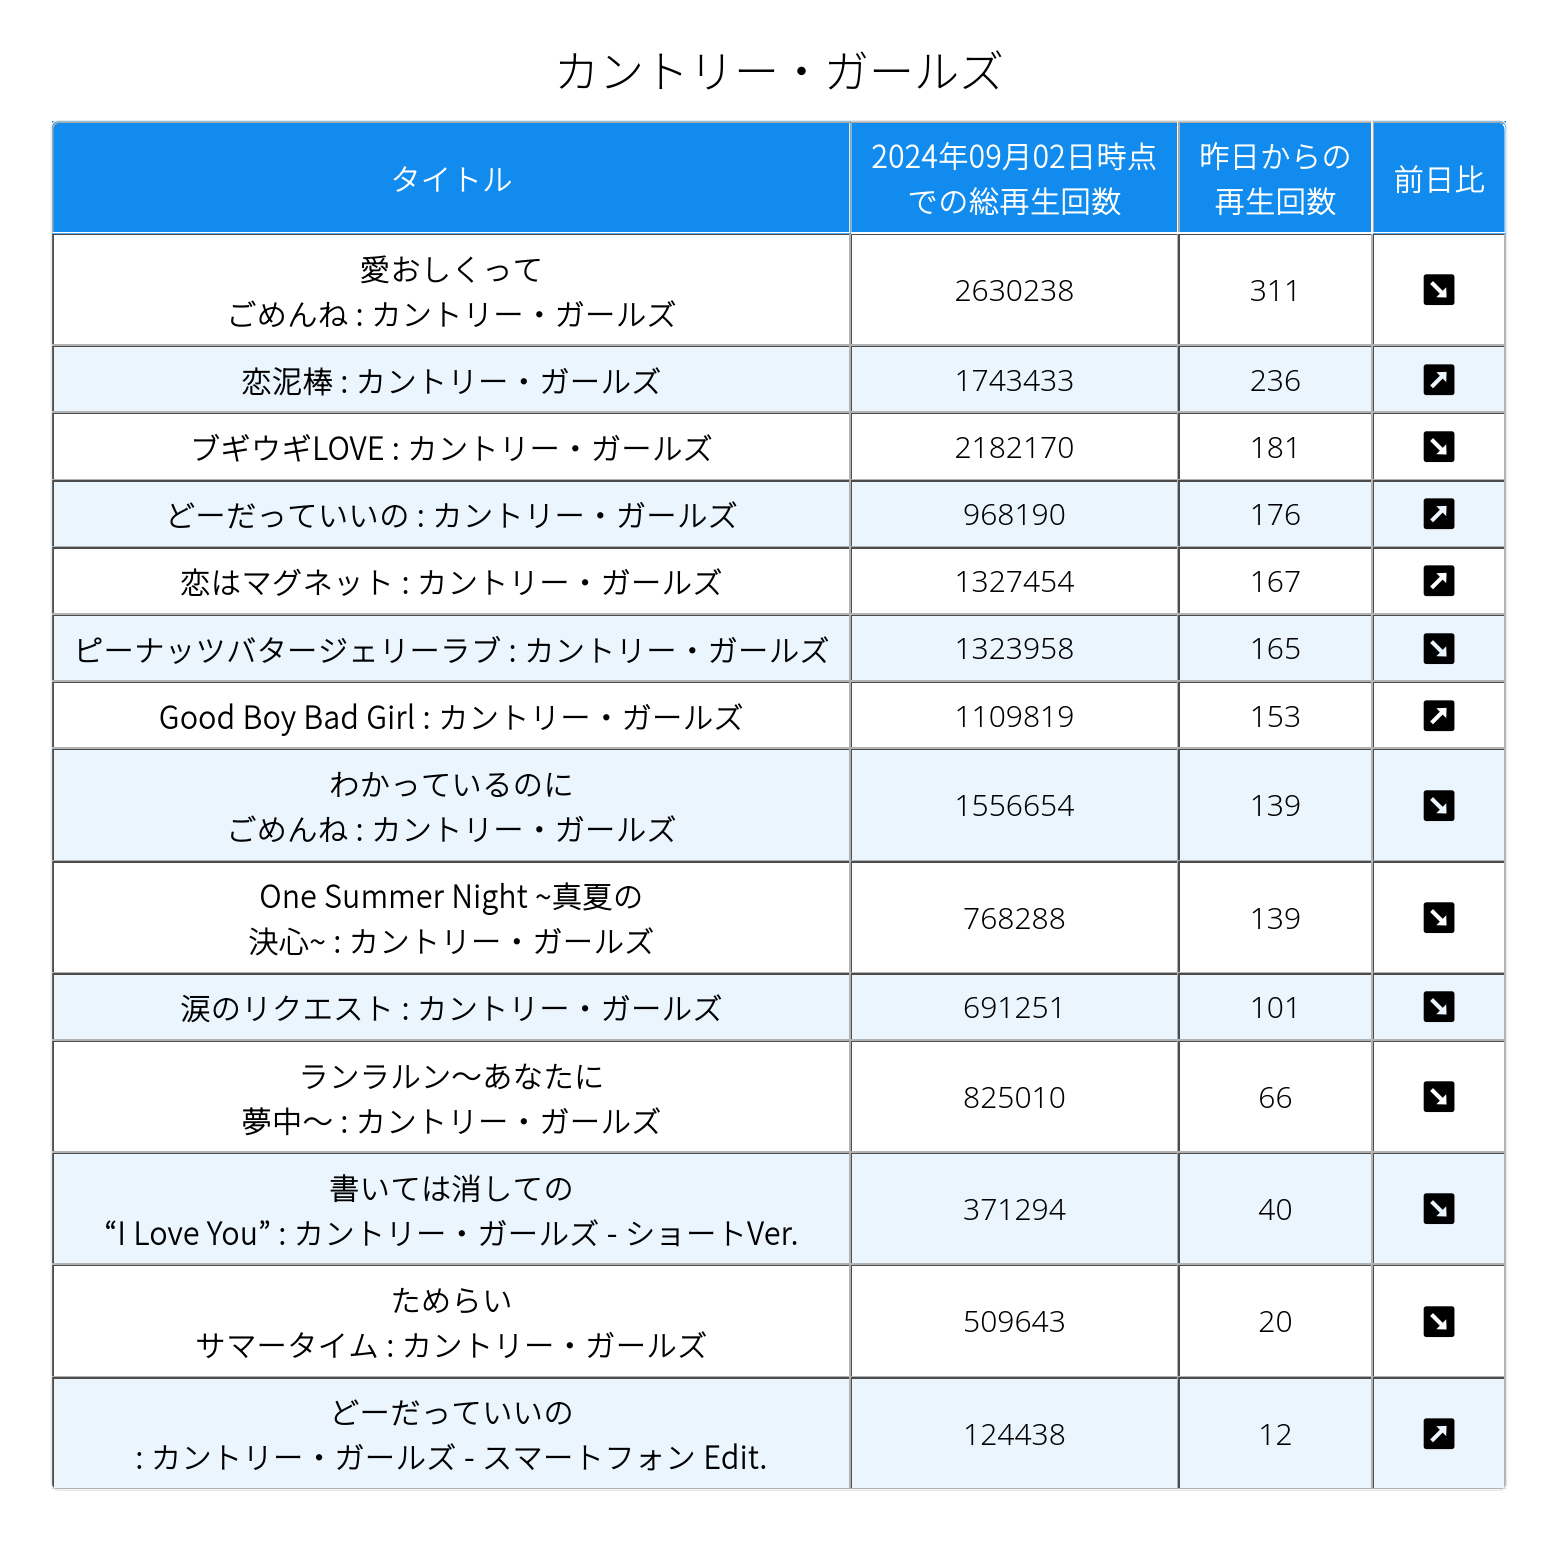 カントリー・ガールズ
タイトル
2024年09月02日時点
での総再生回数
昨日からの
再生回数
前日比
愛おしくって
ごめんね : カントリー・ガールズ
2630238
311
恋泥棒 : カントリー・ガールズ
1743433
236
ブギウギLOVE : カントリー・ガールズ
2182170
181
どーだっていいの : カントリー・ガールズ
968190
176
恋はマグネット : カントリー・ガールズ
1327454
167
ピーナッツバタージェリーラブ : カントリー・ガールズ
1323958
165
Good Boy Bad Girl : カントリー・ガールズ
1109819
153
わかっているのに
ごめんね : カントリー・ガールズ
1556654
139
One Summer Night ~真夏の
決心~ : カントリー・ガールズ
768288
139
涙のリクエスト : カントリー・ガールズ
691251
101
ランラルン〜あなたに
夢中〜 : カントリー・ガールズ
825010
66
書いては消しての
“I Love You” : カントリー・ガールズ - ショートVer.
371294
40
ためらい
サマータイム : カントリー・ガールズ
509643
20
どーだっていいの
: カントリー・ガールズ - スマートフォン Edit.
124438
12